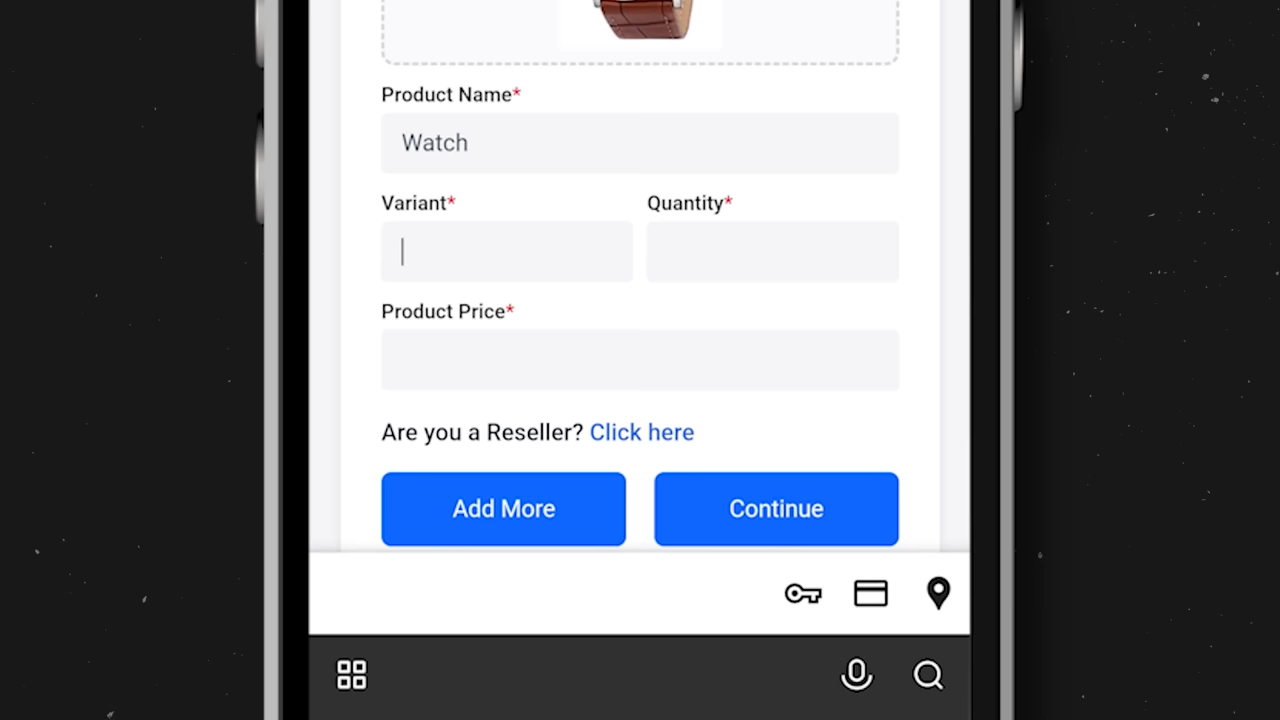 Product Name*
Watch
Variant* Quantity*
Product Price*
Are you a Reseller? Click here
Add More Continue